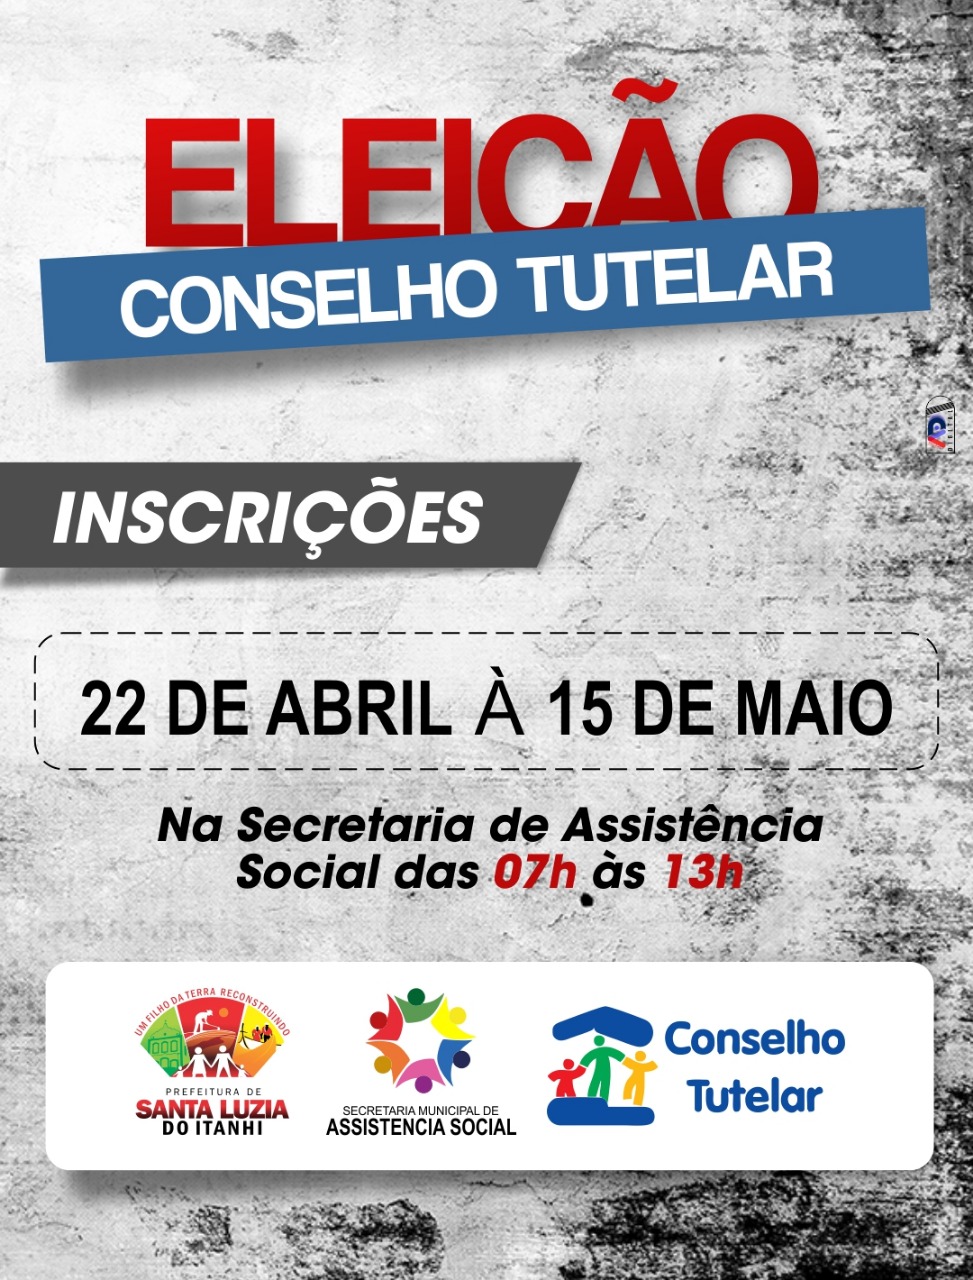 ELEIÇÃO
CONSELHO TUTELAR
INSCRIÇÕES
22 DE ABRIL À 15 DE MAIO
Na Secretaria de Assistência
Social das 07h às 13h
UM FILHO DA TERRA RECONSTRUINDO
PREFEITURA DE
SANTA LUZIA
DO ITANHI
SECRETARIA MUNICIPAL DE
ASSISTENCIA SOCIAL
Conselho
Tutelar